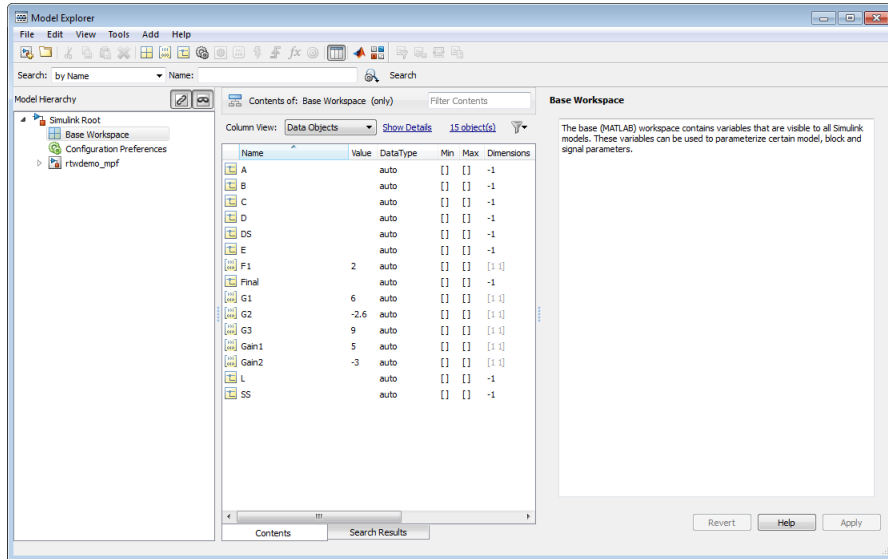 Model Explorer
File Edit View Tools Add Help
fx
Search: by Name Name: Search
Model Hierarchy
Simulink Root
Base Workspace
Configuration Preferences
rtwdemo_mpf
Contents of: Base Workspace (only) Filter Contents
Column View: Data Objects Show Details 15 object(s)
Name Value DataType Min Max Dimensions
A auto [] [] -1
B auto [] [] -1
C auto [] [] -1
D auto [] [] -1
DS auto [] [] -1
E auto [] [] -1
F1 2 auto [] [] [1 1]
Final auto [] [] -1
G1 6 auto [] [] [1 1]
G2 -2.6 auto [] [] [1 1]
G3 9 auto [] [] [1 1]
Gain1 5 auto [] [] [1 1]
Gain2 -3 auto [] [] [1 1]
L auto [] [] -1
SS auto [] [] -1
Contents Search Results
Base Workspace
The base (MATLAB) workspace contains variables that are visible to all Simulink
models. These variables can be used to parameterize certain model, block and
signal parameters.
Revert Help Apply